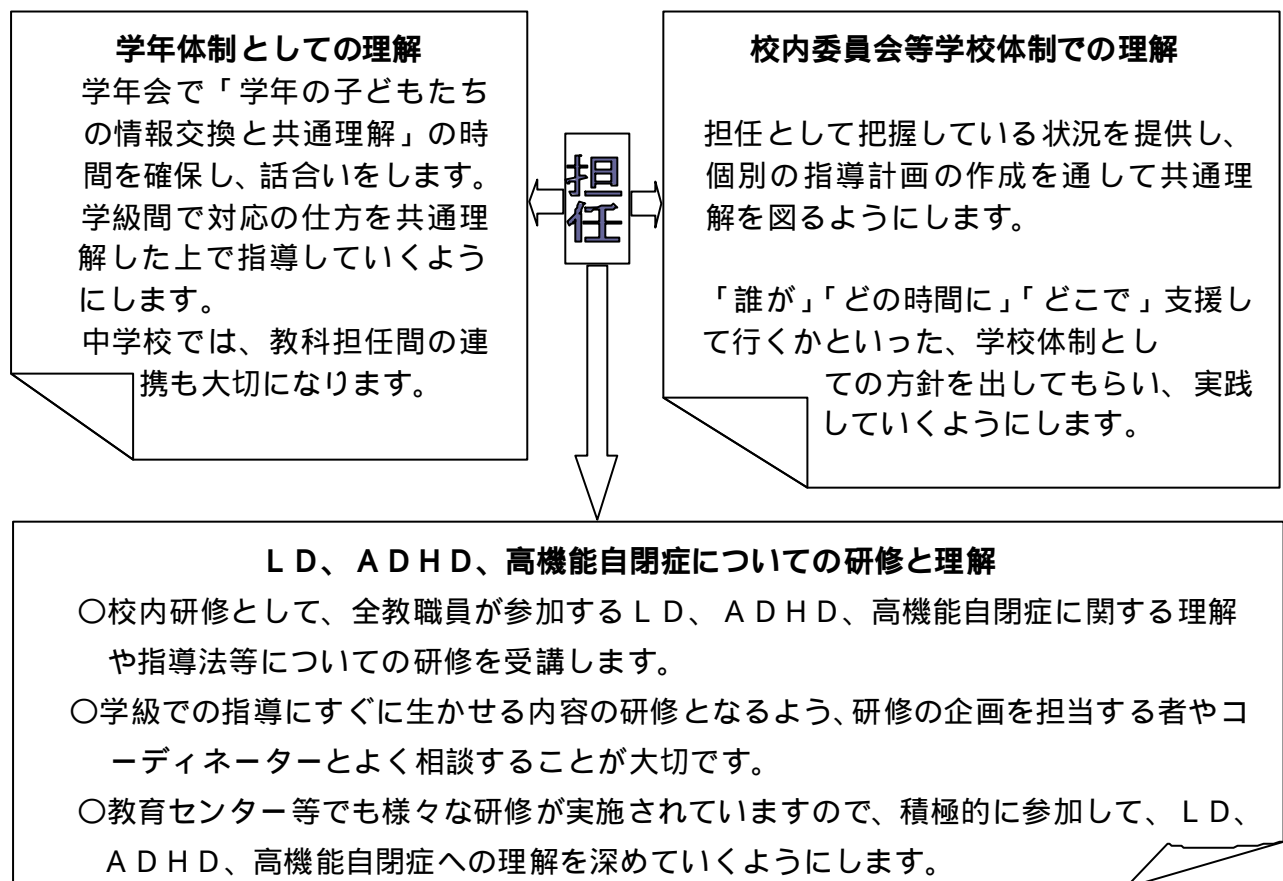 学年体制としての理解
学年会で「学年の子どもたち
の情報交換と共通理解」の時
間を確保し、話合いをします。
学級間で対応の仕方を共通理
解した上で指導していくよう
にします。
中学校では、教科担任間の連
携も大切になります。
担任
校内委員会等学校体制での理解
担任として把握している状況を提供し、
個別の指導計画の作成を通して共通理
解を図るようにします。
「誰が」「どの時間に」「どこで」支援し
て行くかといった、学校体制とし
ての方針を出してもらい、実践
していくようにします。
ＬＤ、ＡＤＨＤ、高機能自閉症についての研修と理解
○校内研修として、全教職員が参加するＬＤ、ＡＤＨＤ、高機能自閉症に関する理解
や指導法等についての研修を受講します。
○学級での指導にすぐに生かせる内容の研修となるよう、研修の企画を担当する者やコ
ーディネーターとよく相談することが大切です。
○教育センター等でも様々な研修が実施されていますので、積極的に参加して、ＬＤ、
ＡＤＨＤ、高機能自閉症への理解を深めていくようにします。